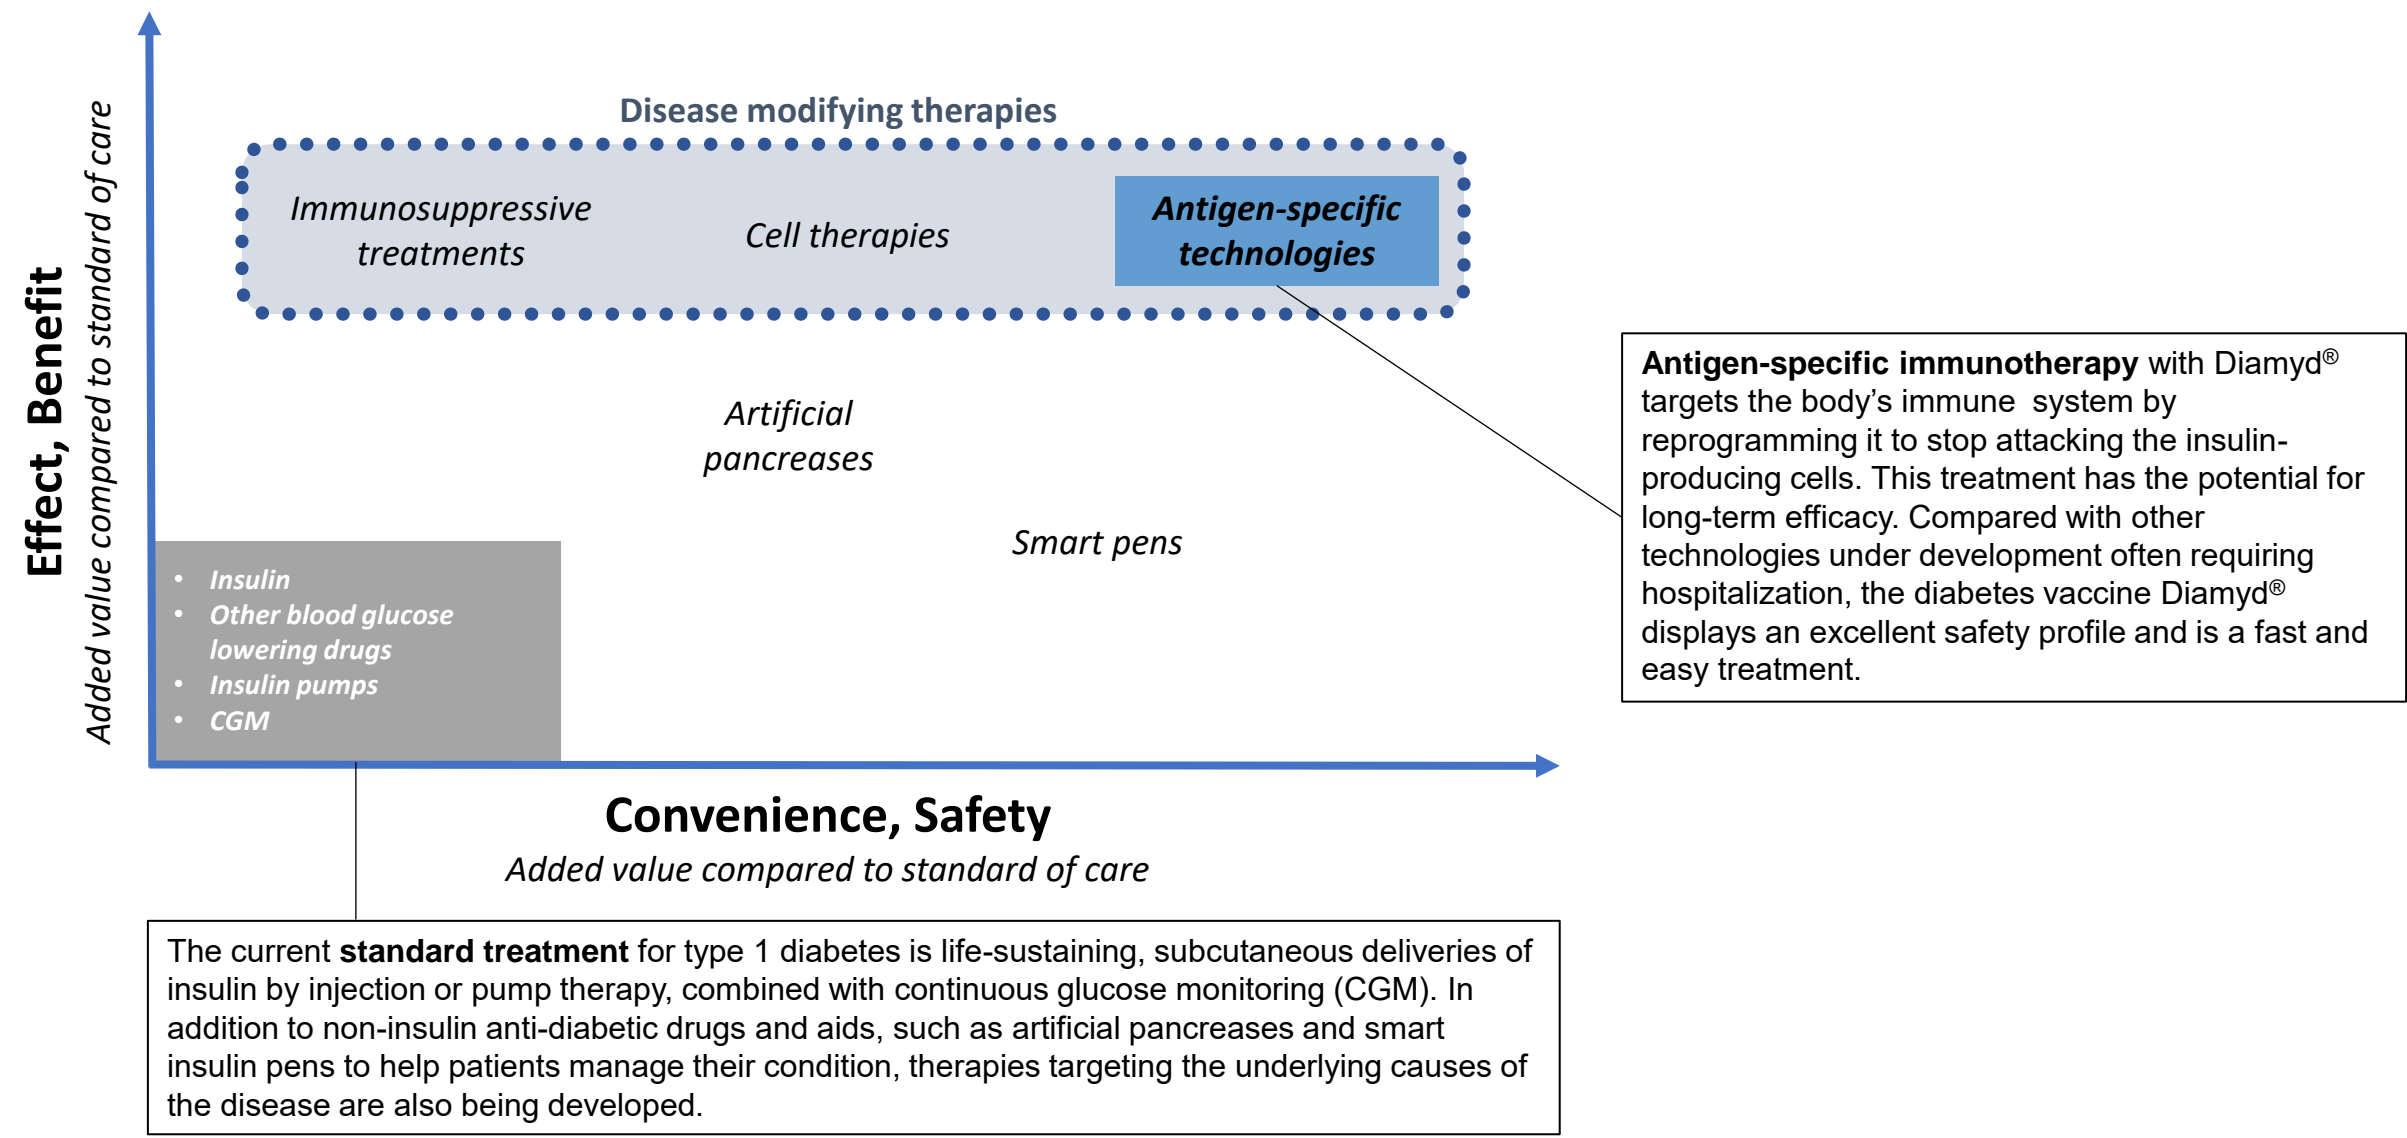 Effect, Benefit
Added value compared to standard of care
Disease modifying therapies
Immunosuppressive
treatments
Cell therapies
Antigen-specific
technologies
Artificial
pancreases
Smart pens
• Insulin
• Other blood glucose
lowering drugs
• Insulin pumps
• CGM
Convenience, Safety
Added value compared to standard of care
Antigen-specific immunotherapy with Diamyd®
targets the body’s immune system by
reprogramming it to stop attacking the insulin-
producing cells. This treatment has the potential for
long-term efficacy. Compared with other
technologies under development often requiring
hospitalization, the diabetes vaccine Diamyd®
displays an excellent safety profile and is a fast and
easy treatment.
The current standard treatment for type 1 diabetes is life-sustaining, subcutaneous deliveries of
insulin by injection or pump therapy, combined with continuous glucose monitoring (CGM). In
addition to non-insulin anti-diabetic drugs and aids, such as artificial pancreases and smart
insulin pens to help patients manage their condition, therapies targeting the underlying causes of
the disease are also being developed.